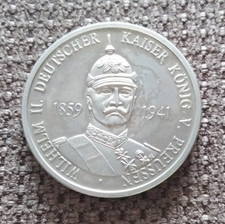 WILHELM II. DEUTSCHER KAISER KÖNIG V. PREUSSEN
1859 1941